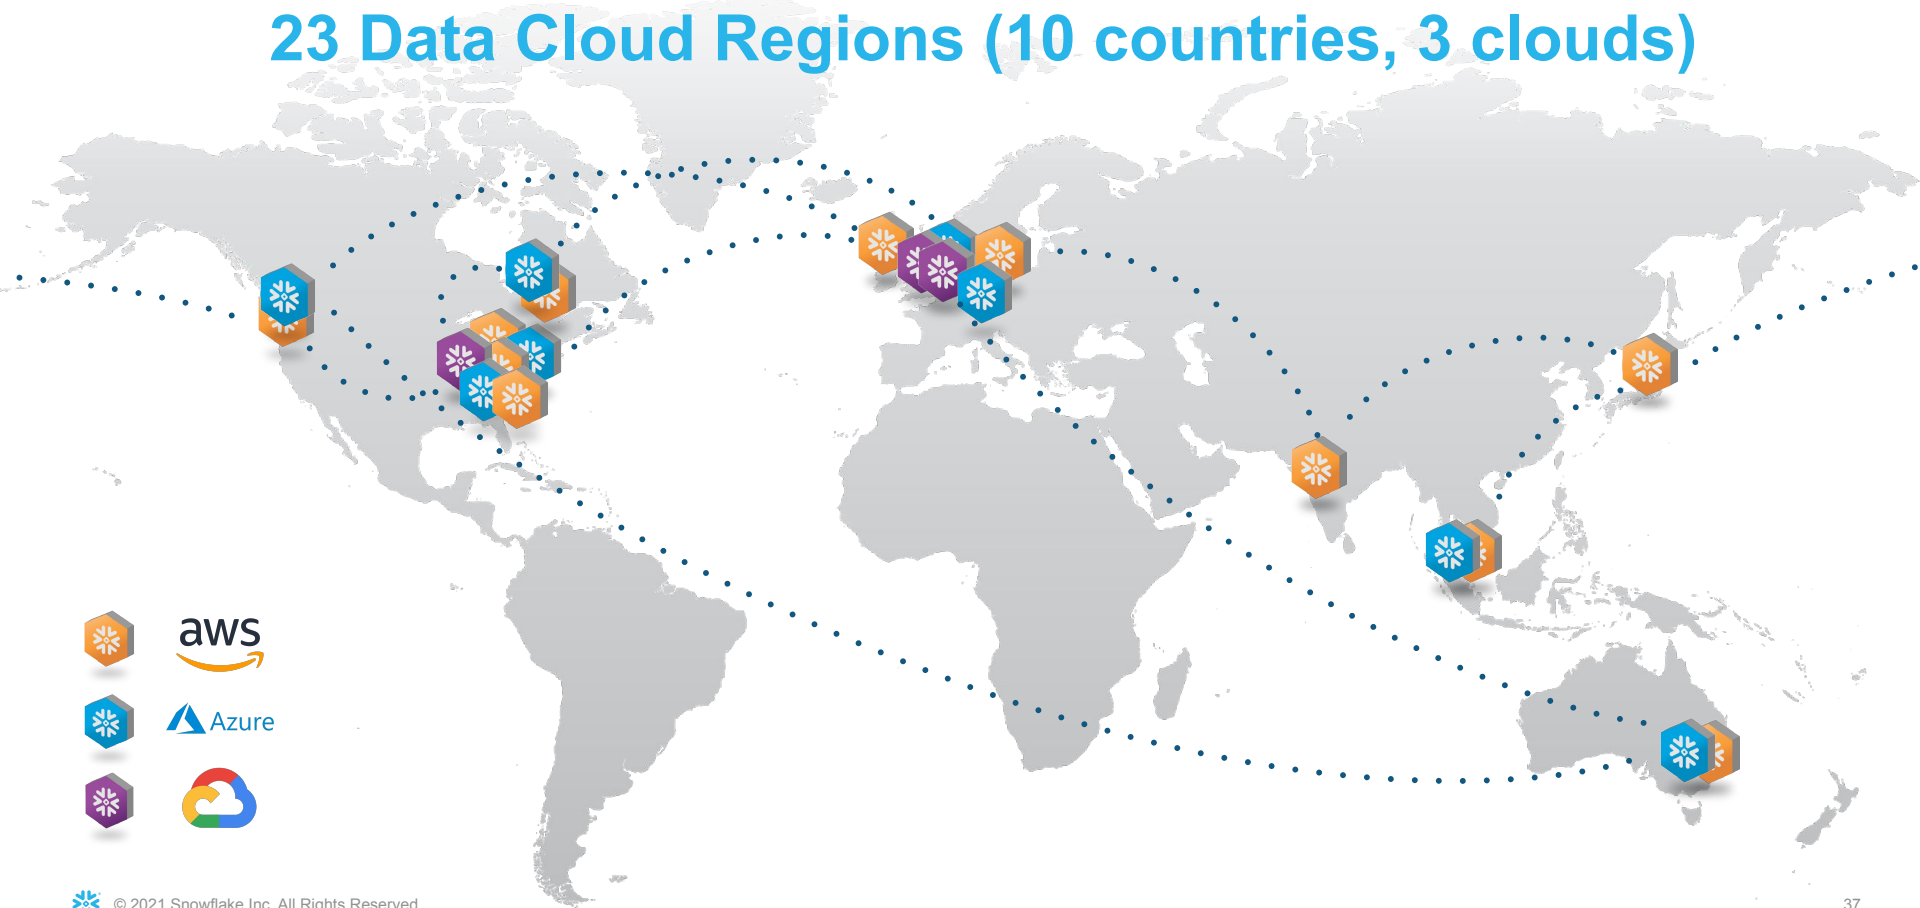 23 Data Cloud Regions (10 countries, 3 clouds)
aws
Azure
© 2021 Snowflake Inc. All Rights Reserved
37